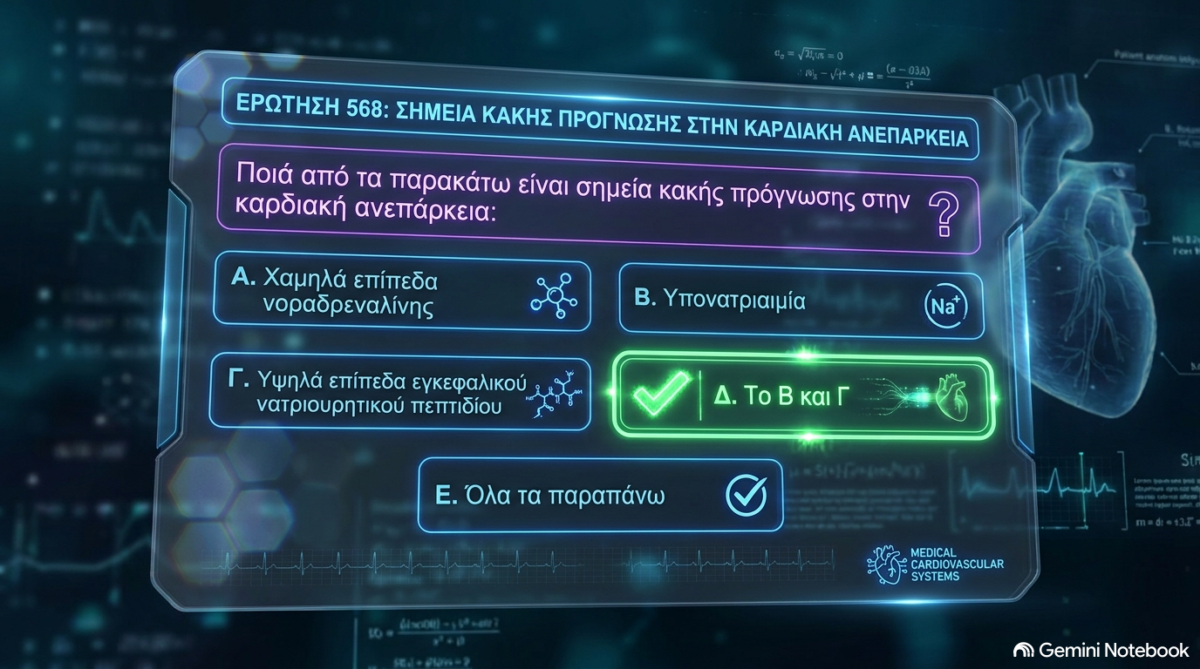 ΕΡΩΤΗΣΗ 568: ΣΗΜΕΙΑ ΚΑΚΗΣ ΠΡΟΓΝΩΣΗΣ ΣΤΗΝ ΚΑΡΔΙΑΚΗ ΑΝΕΠΑΡΚΕΙΑ
Ποιά από τα παρακάτω είναι σημεία κακής πρόγνωσης στην
καρδιακή ανεπάρκεια:
?
Α. Χαμηλά επίπεδα
νοραδρεναλίνης
Β. Υπονατριαιμία
Na⁺
Γ. Υψηλά επίπεδα εγκεφαλικού
νατριουρητικού πεπτιδίου
Δ. Το Β και Γ
Ε. Όλα τα παραπάνω
MEDICAL
CARDIOVASCULAR
SYSTEMS
Gemini Notebook